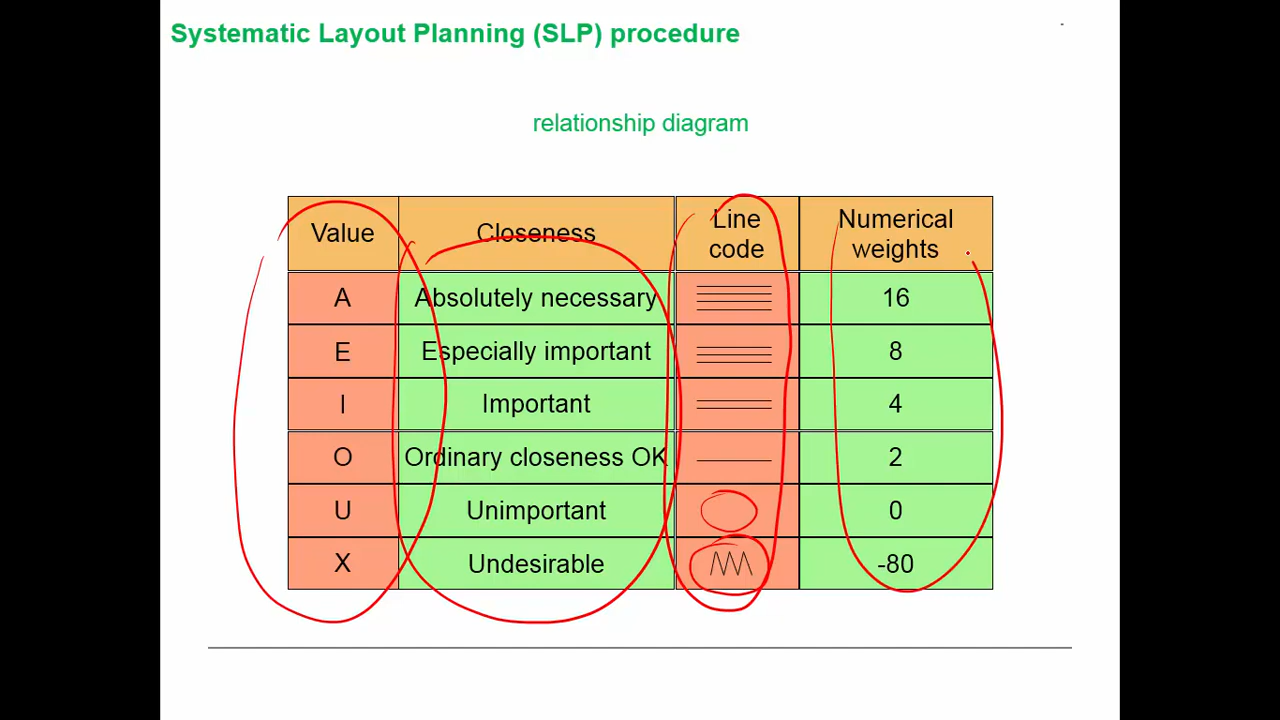 Systematic Layout Planning (SLP) procedure
relationship diagram
Value Closeness Line code Numerical weights
A Absolutely necessary 16
E Especially important 8
I Important 4
O Ordinary closeness OK 2
U Unimportant 0
X Undesirable -80